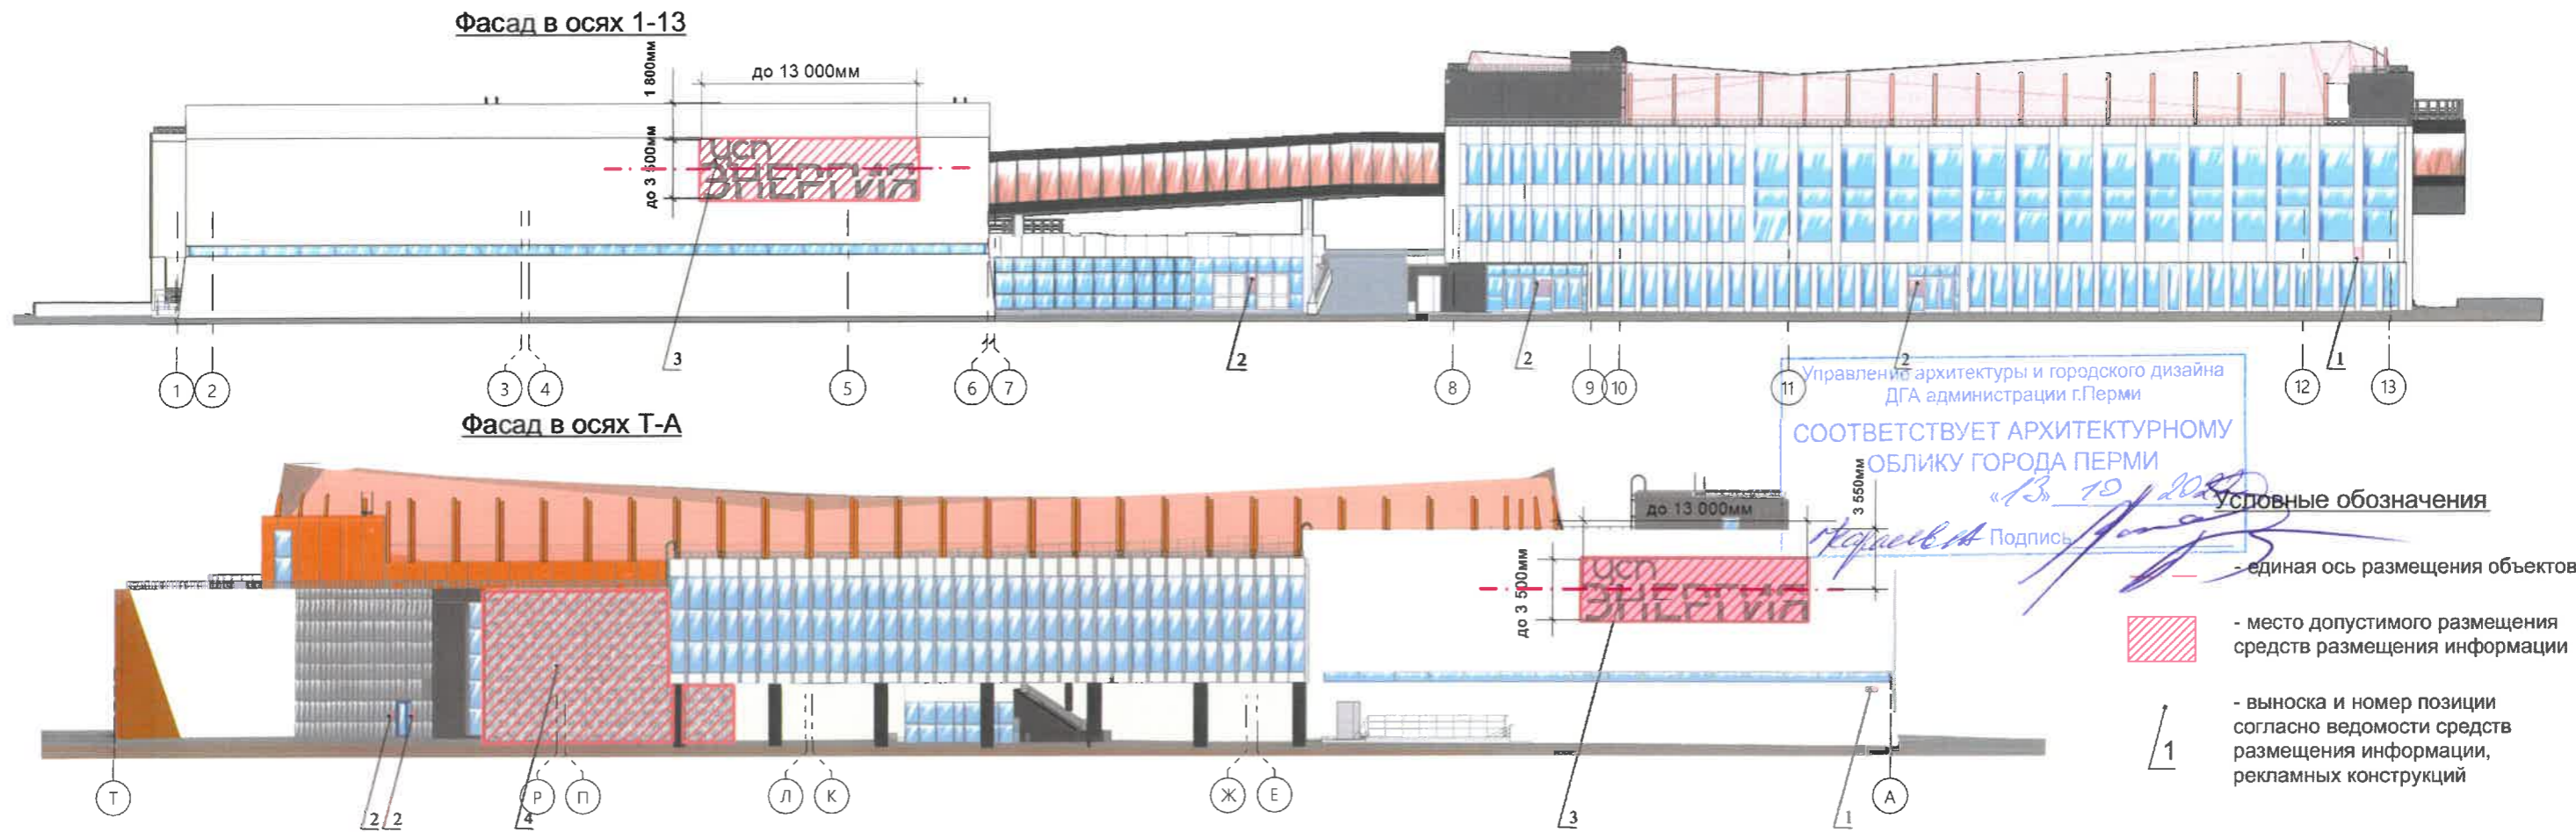 Фасад в осях 1-13
до 13 000мм
1 800мм
до 3 500мм
цсп
ЭНЕРГИЯ
3
2
2
2
1
1
2
3
4
5
6
7
8
9
10
11
12
13
Фасад в осях Т-А
Управление архитектуры и городского дизайна
ДГА администрации г.Перми
СООТВЕТСТВУЕТ АРХИТЕКТУРНОМУ
ОБЛИКУ ГОРОДА ПЕРМИ
«13» 10
Подпись
до 13 000мм
3 550мм
до 3 500мм
цсп
ЭНЕРГИЯ
Т
Р
П
Л
К
Ж
Е
А
2
2
4
3
1
Условные обозначения
- единая ось размещения объектов
- место допустимого размещения
средств размещения информации
1
- выноска и номер позиции
согласно ведомости средств
размещения информации,
рекламных конструкций